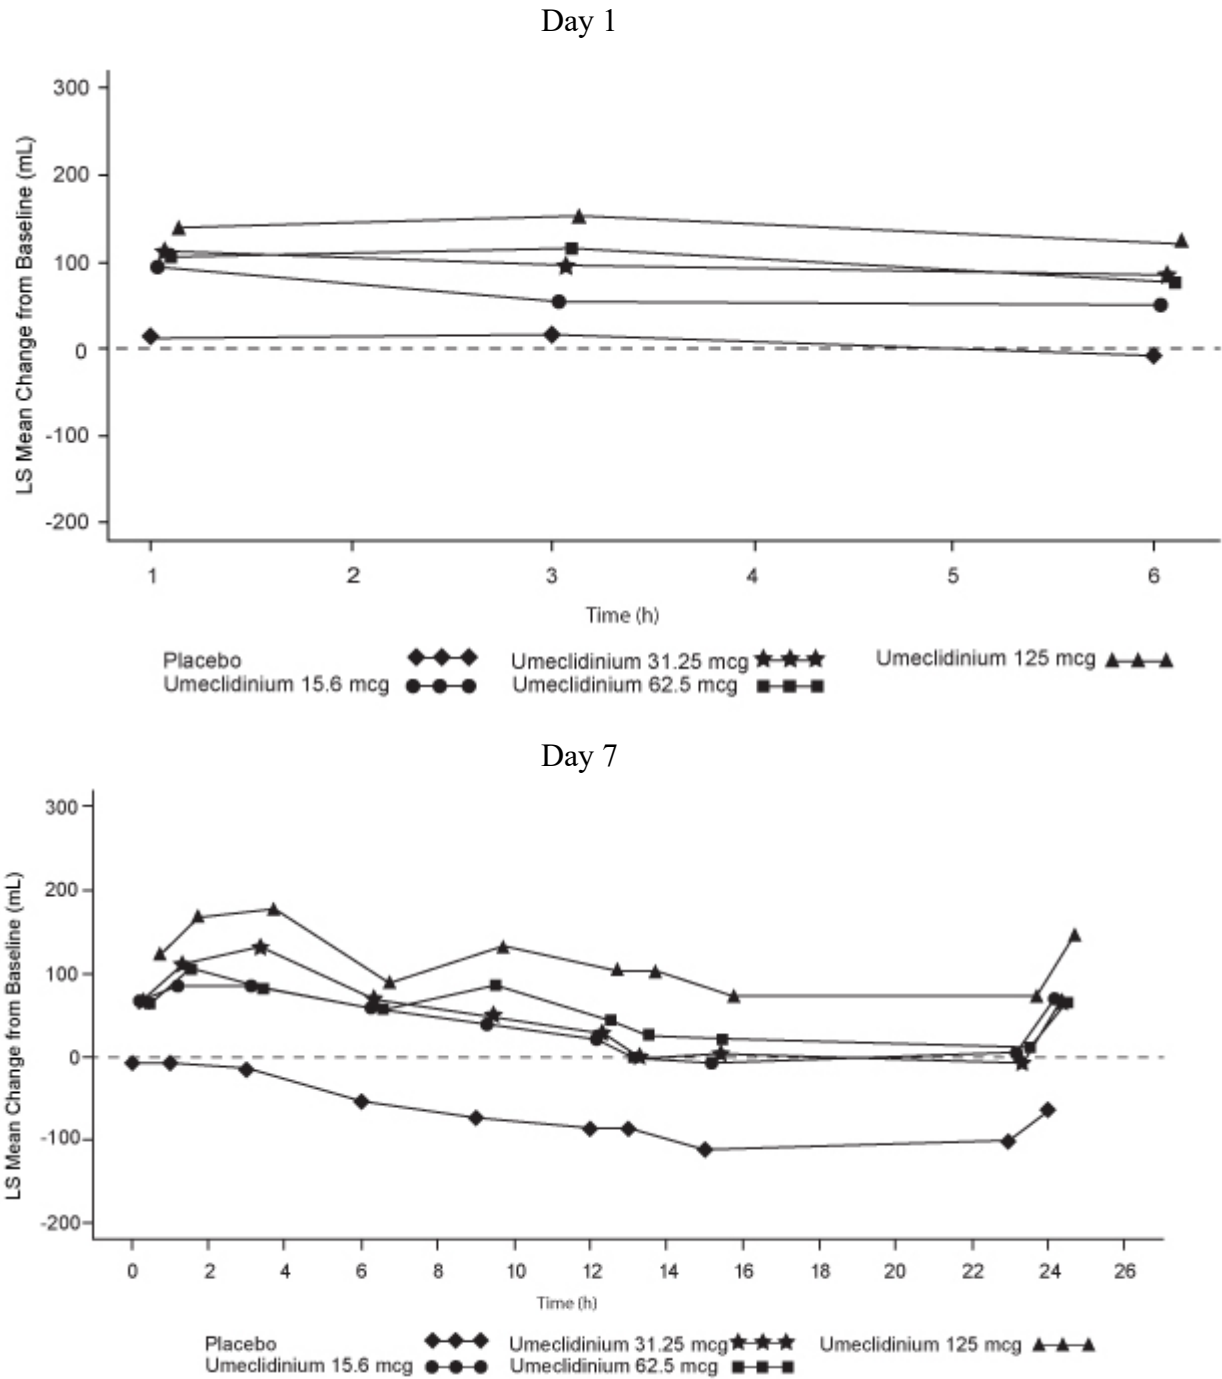 Day 1
LS Mean Change from Baseline (mL)
300
200
100
0
-100
-200
1 2 3 4 5 6
Time (h)
Placebo Umeclidinium 31.25 mcg Umeclidinium 125 mcg
Umeclidinium 15.6 mcg Umeclidinium 62.5 mcg
Day 7
LS Mean Change from Baseline (mL)
300
200
100
0
-100
-200
0 2 4 6 8 10 12 14 16 18 20 22 24 26
Time (h)
Placebo Umeclidinium 31.25 mcg Umeclidinium 125 mcg
Umeclidinium 15.6 mcg Umeclidinium 62.5 mcg